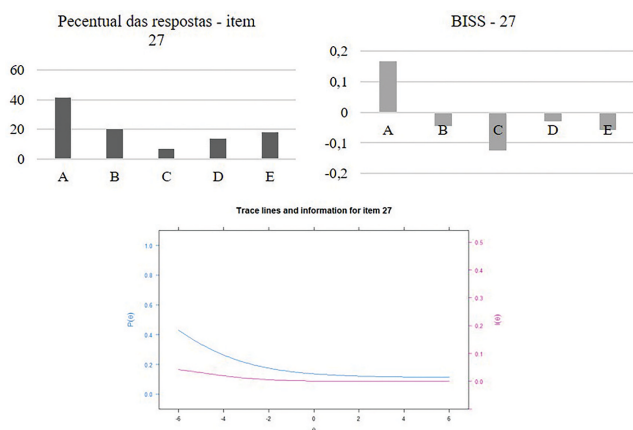 Pecentual das respostas - item
27
60
40
20
0
A B C D E
BISS - 27
0,2
0,1
0
-0,1
-0,2
A B C D E
Trace lines and information for item 27
1.0
0.8
0.6
0.4
0.2
0.0
P(θ)
0.5
0.4
0.3
0.2
0.1
0.0
I(θ)
-6 -4 -2 0 2 4 6